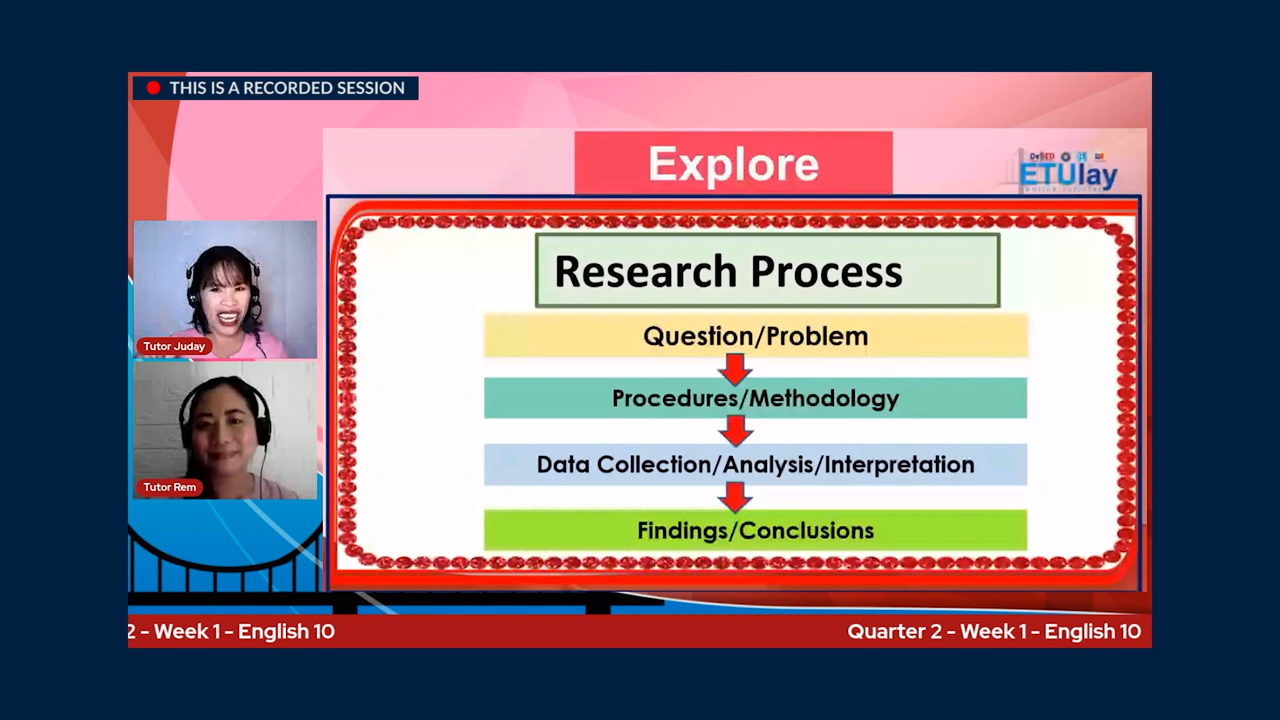 THIS IS A RECORDED SESSION
Explore
DepED
ETUlay
Research Process
Question/Problem
Procedures/Methodology
Data Collection/Analysis/Interpretation
Findings/Conclusions
Tutor Juday
Tutor Rem
2 - Week 1 - English 10
Quarter 2 - Week 1 - English 10